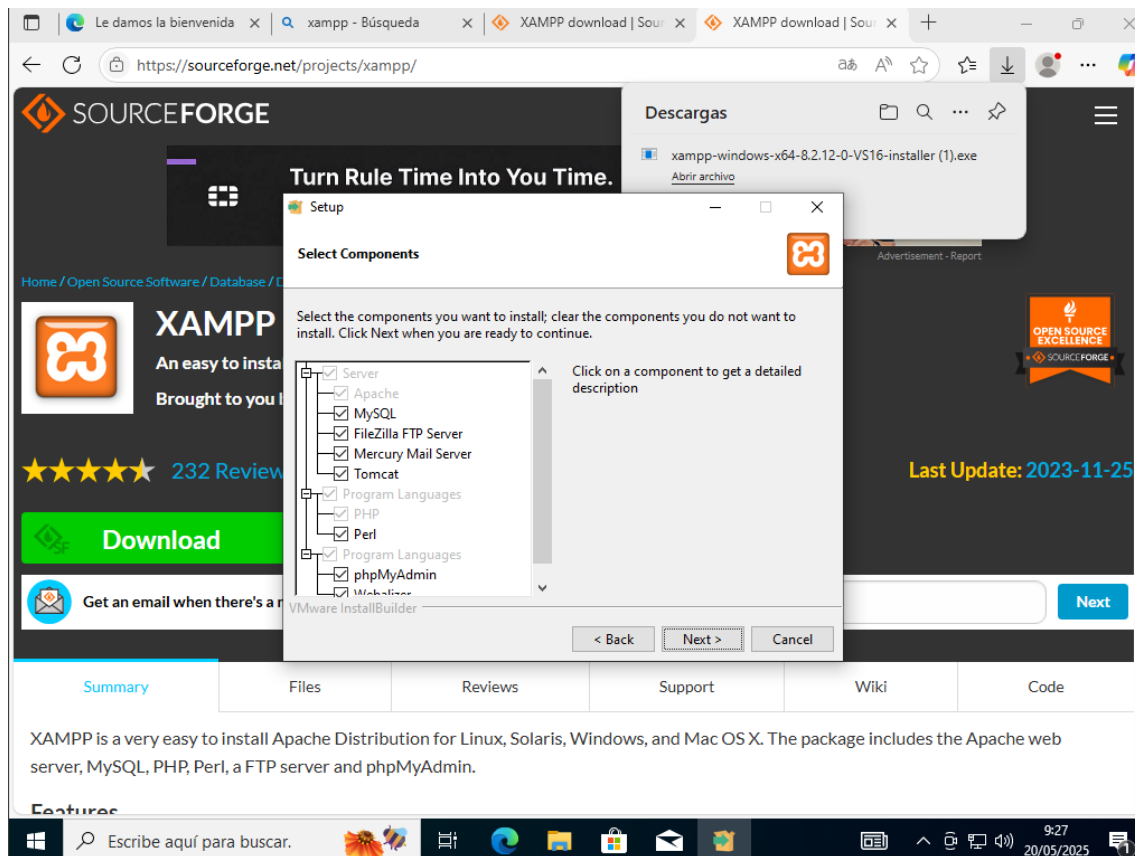 Le damos la bienvenida
xampp - Búsqueda
XAMPP download | Sour
XAMPP download | Sour
https://sourceforge.net/projects/xampp/
SOURCEFORGE
Descargas
xampp-windows-x64-8.2.12-0-VS16-installer (1).exe
Abrir archivo
Turn Rule Time Into You Time.
Advertisement - Report
Home / Open Source Software / Database /
XAMPP
An easy to insta
Brought to you
OPEN SOURCE
EXCELLENCE
SOURCEFORGE
232 Review
Last Update: 2023-11-25
Download
SF
Get an email when there's a
Next
Setup
Select Components
Select the components you want to install; clear the components you do not want to
install. Click Next when you are ready to continue.
Server
Apache
MySQL
FileZilla FTP Server
Mercury Mail Server
Tomcat
Program Languages
PHP
Perl
Program Languages
phpMyAdmin
Webalizer
Click on a component to get a detailed
description
VMware InstallBuilder
< Back
Next >
Cancel
Summary
Files
Reviews
Support
Wiki
Code
XAMPP is a very easy to install Apache Distribution for Linux, Solaris, Windows, and Mac OS X. The package includes the Apache web
server, MySQL, PHP, Perl, a FTP server and phpMyAdmin.
Features
Escribe aquí para buscar.
9:27
20/05/2025
1